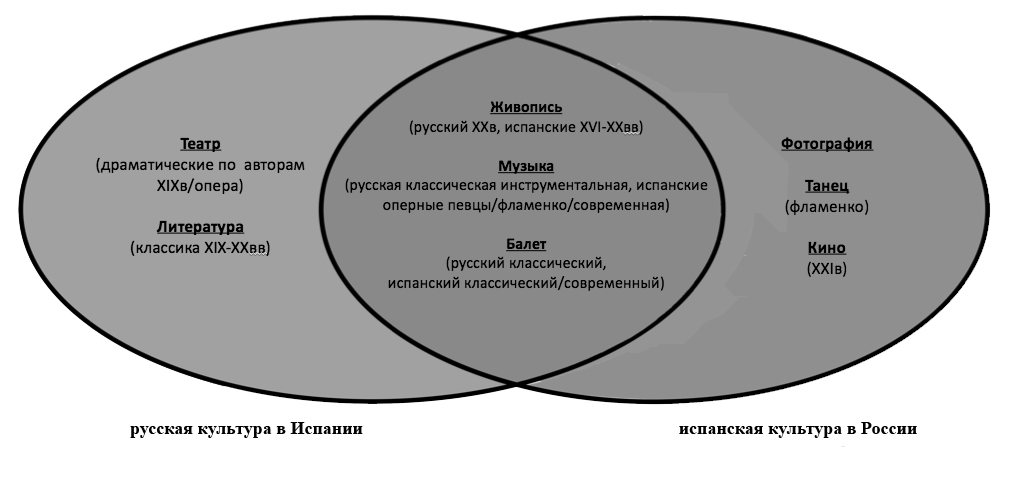 Театр
(драматические по авторам
XIXв/опера)
Литература
(классика XIX-XXвв)
Живопись
(русский XXв, испанские XVI-XXвв)
Музыка
(русская классическая инструментальная, испанские
оперные певцы/фламенко/современная)
Балет
(русский классический,
испанский классический/современный)
Фотография
Танец
(фламенко)
Кино
(XXIв)
русская культура в Испании
испанская культура в России